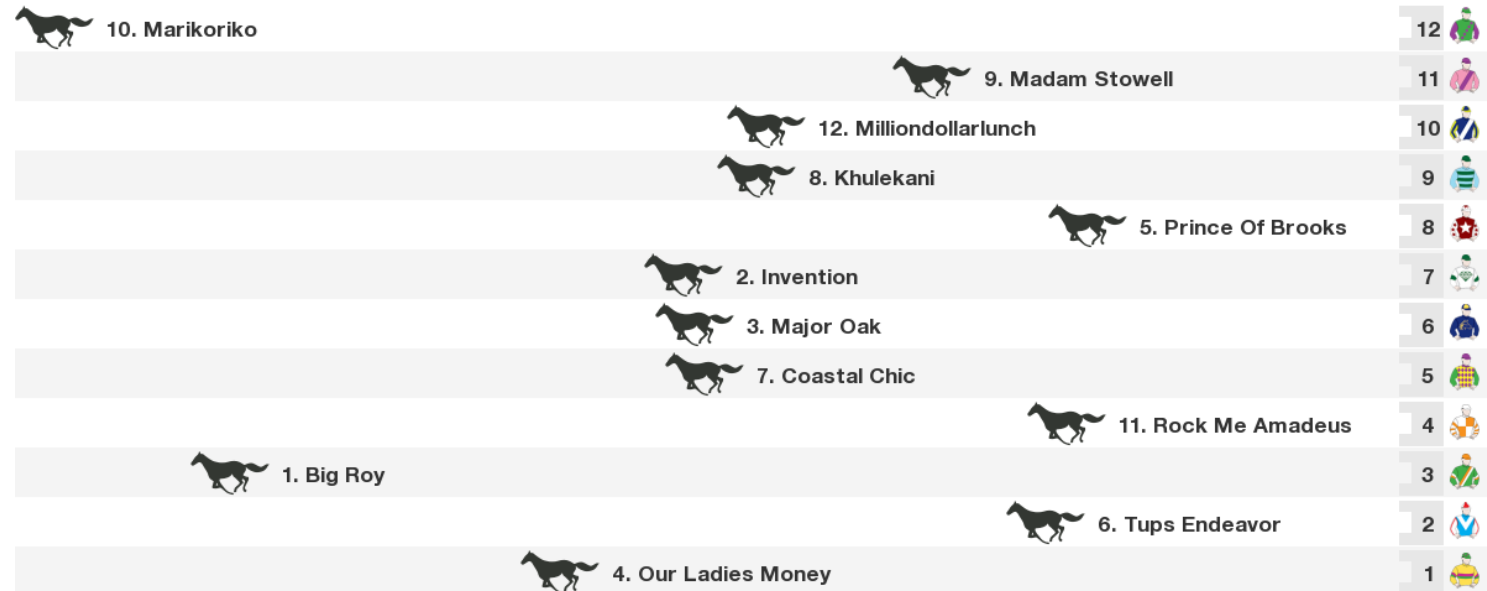 10. Marikoriko 12
9. Madam Stowell 11
12. Milliondollarlunch 10
8. Khulekani 9
5. Prince Of Brooks 8
2. Invention 7
3. Major Oak 6
7. Coastal Chic 5
11. Rock Me Amadeus 4
1. Big Roy 3
6. Tups Endeavor 2
4. Our Ladies Money 1